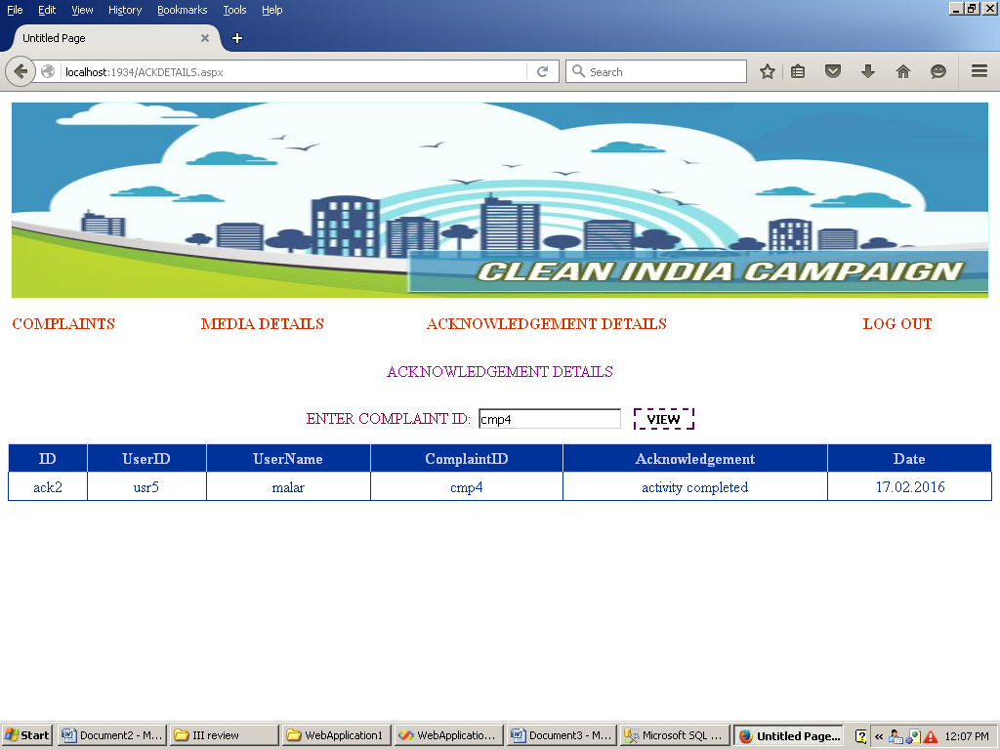 File Edit View History Bookmarks Tools Help
Untitled Page
localhost:1934/ACKDETAILS.aspx
Search
CLEAN INDIA CAMPAIGN
COMPLAINTS MEDIA DETAILS ACKNOWLEDGEMENT DETAILS LOG OUT
ACKNOWLEDGEMENT DETAILS
ENTER COMPLAINT ID: cmp4 VIEW
ID UserID UserName ComplaintID Acknowledgement Date
ack2 usr5 malar cmp4 activity completed 17.02.2016
Start Document2 - M... III review WebApplication1 WebApplicatio... Document3 - M... Microsoft SQL ... Untitled Page... 12:07 PM